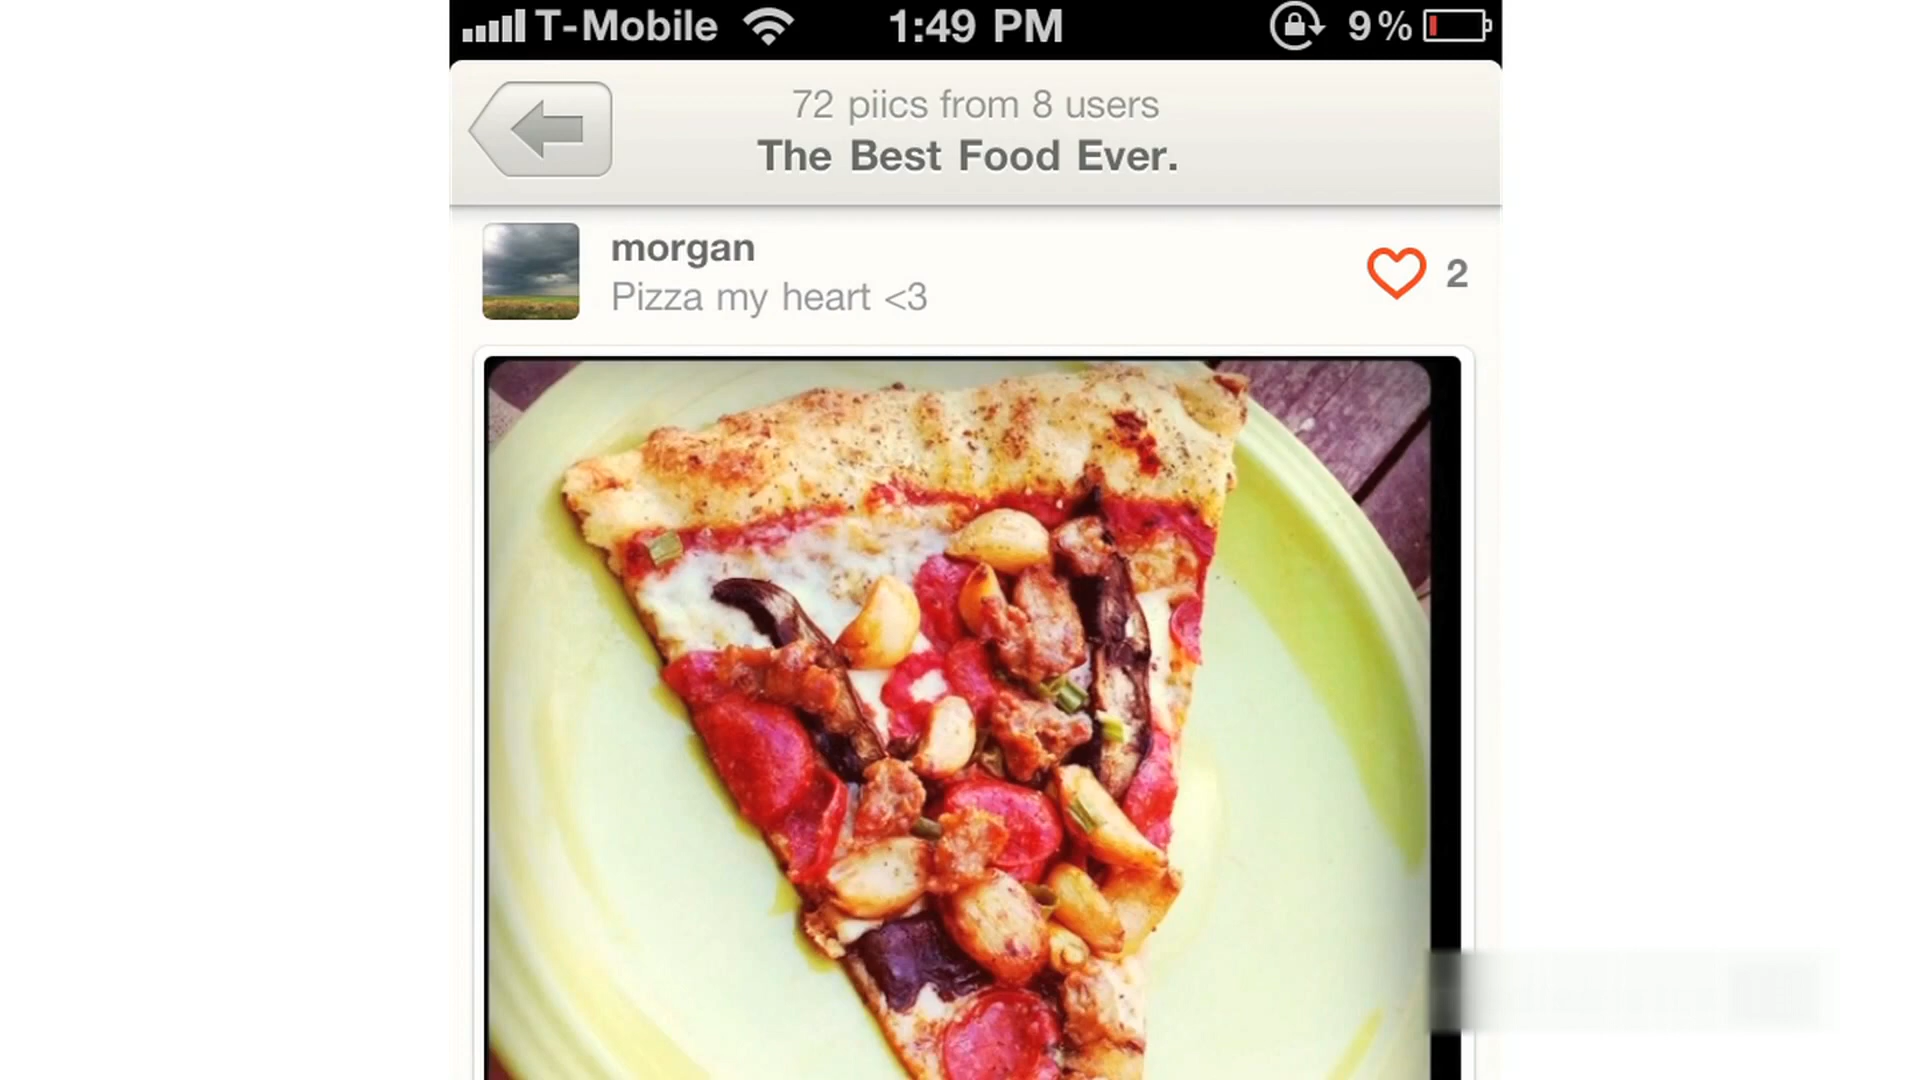 T-Mobile 1:49 PM 9%
72 piics from 8 users
The Best Food Ever.
morgan
Pizza my heart <3
2